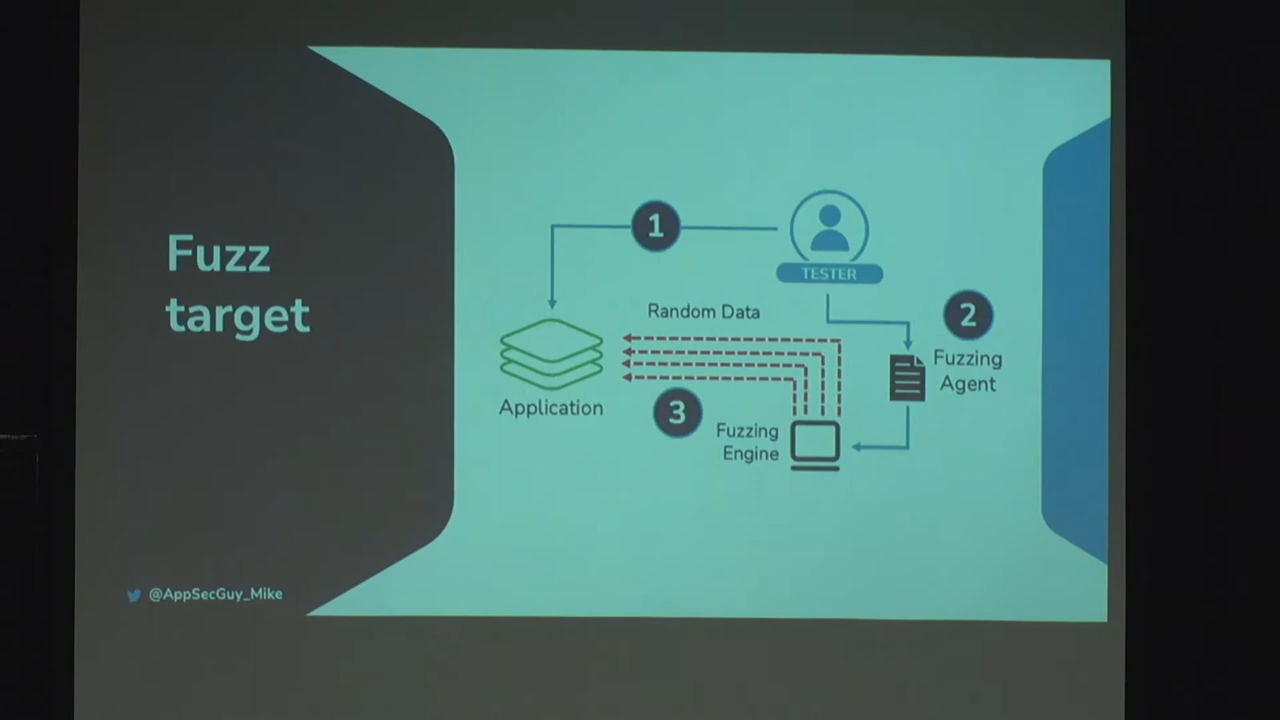 Fuzz
target
1
TESTER
Random Data
2
Fuzzing
Agent
Application
3
Fuzzing
Engine
@AppSecGuy_Mike